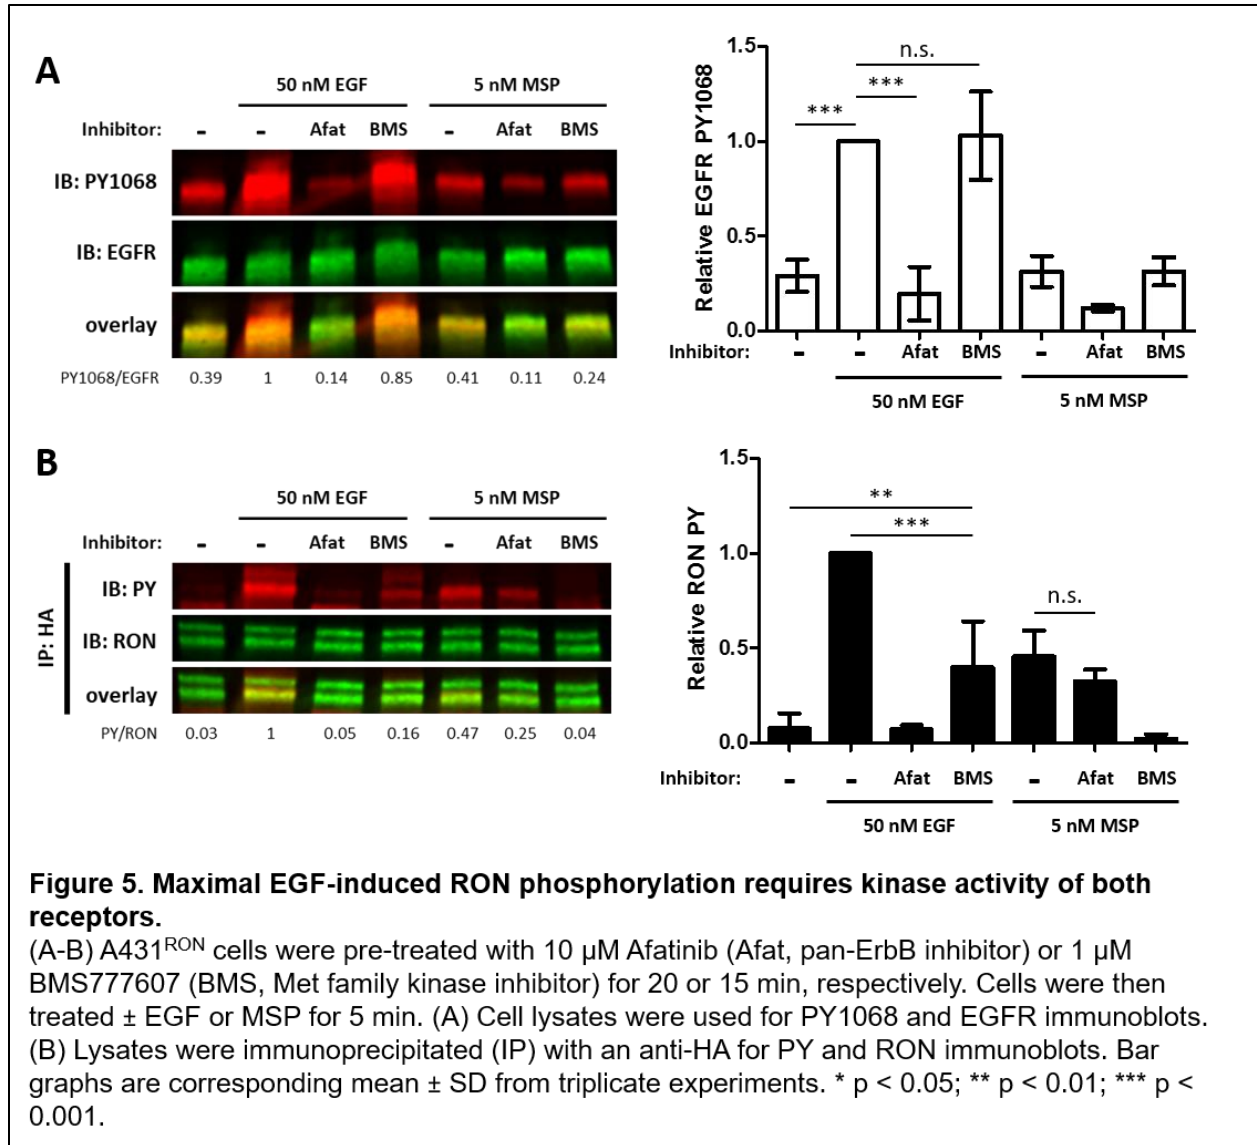 A
50 nM EGF 5 nM MSP
Inhibitor: - - Afat BMS - Afat BMS
IB: PY1068
IB: EGFR
overlay
PY1068/EGFR 0.39 1 0.14 0.85 0.41 0.11 0.24
Relative EGFR PY1068
1.5
1.0
0.5
0.0
n.s.
***
***
Inhibitor: - - Afat BMS - Afat BMS
50 nM EGF 5 nM MSP
B
50 nM EGF 5 nM MSP
Inhibitor: - - Afat BMS - Afat BMS
IP: HA
IB: PY
IB: RON
overlay
PY/RON 0.03 1 0.05 0.16 0.47 0.25 0.04
Relative RON PY
1.5
1.0
0.5
0.0
**
***
n.s.
Inhibitor: - - Afat BMS - Afat BMS
50 nM EGF 5 nM MSP
Figure 5. Maximal EGF-induced RON phosphorylation requires kinase activity of both
receptors.
(A-B) A431ᴿᴼᴺ cells were pre-treated with 10 µM Afatinib (Afat, pan-ErbB inhibitor) or 1 µM
BMS777607 (BMS, Met family kinase inhibitor) for 20 or 15 min, respectively. Cells were then
treated ± EGF or MSP for 5 min. (A) Cell lysates were used for PY1068 and EGFR immunoblots.
(B) Lysates were immunoprecipitated (IP) with an anti-HA for PY and RON immunoblots. Bar
graphs are corresponding mean ± SD from triplicate experiments. * p < 0.05; ** p < 0.01; *** p <
0.001.